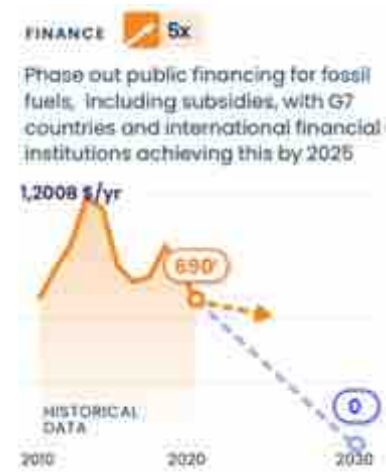 FINANCE 5x
Phase out public financing for fossil
fuels, including subsidies, with G7
countries and international financial
institutions achieving this by 2025
1,200B $/yr
690
0
HISTORICAL
DATA
2010 2020 2030